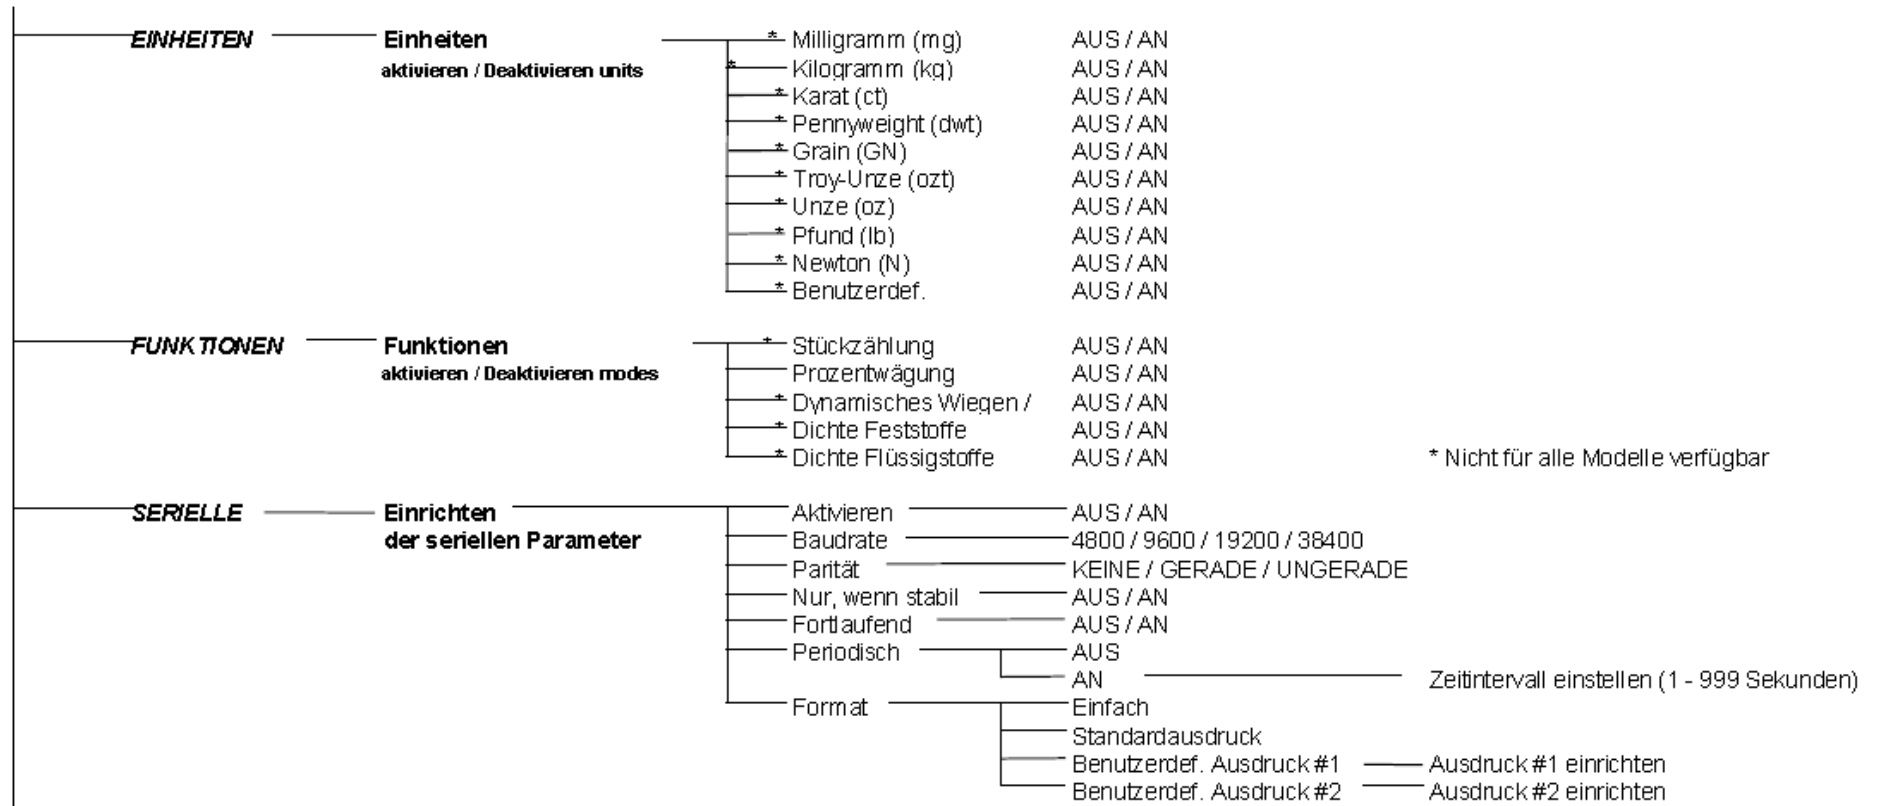 EINHEITEN Einheiten * Milligramm (mg) AUS / AN
aktivieren / Deaktivieren units * Kilogramm (kg) AUS / AN
* Karat (ct) AUS / AN
* Pennyweight (dwt) AUS / AN
* Grain (GN) AUS / AN
* Troy-Unze (ozt) AUS / AN
* Unze (oz) AUS / AN
* Pfund (lb) AUS / AN
* Newton (N) AUS / AN
* Benutzerdef. AUS / AN
FUNKTIONEN Funktionen * Stückzählung AUS / AN
aktivieren / Deaktivieren modes Prozentwägung AUS / AN
* Dynamisches Wiegen / AUS / AN
* Dichte Feststoffe AUS / AN
* Dichte Flüssigstoffe AUS / AN * Nicht für alle Modelle verfügbar
SERIELLE Einrichten Aktivieren AUS / AN
der seriellen Parameter Baudrate 4800 / 9600 / 19200 / 38400
Parität KEINE / GERADE / UNGERADE
Nur, wenn stabil AUS / AN
Fortlaufend AUS / AN
Periodisch AUS
AN Zeitintervall einstellen (1 - 999 Sekunden)
Format Einfach
Standardausdruck
Benutzerdef. Ausdruck #1 Ausdruck #1 einrichten
Benutzerdef. Ausdruck #2 Ausdruck #2 einrichten